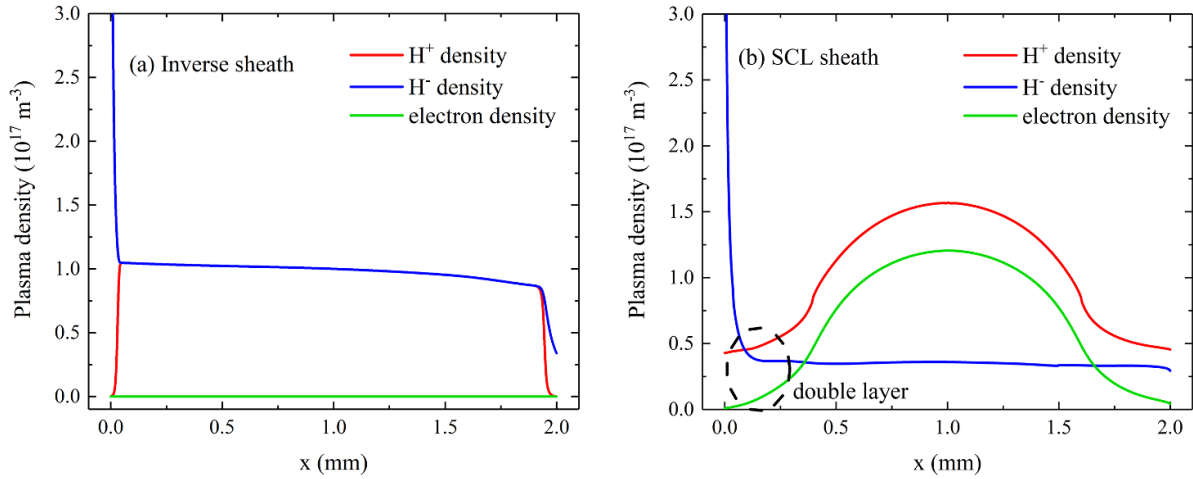 (a) Inverse sheath
H⁺ density
H⁻ density
electron density
Plasma density (10¹⁷ m⁻³)
3.0
2.5
2.0
1.5
1.0
0.5
0.0
0.0 0.5 1.0 1.5 2.0
x (mm)
(b) SCL sheath
H⁺ density
H⁻ density
electron density
double layer
Plasma density (10¹⁷ m⁻³)
3.0
2.5
2.0
1.5
1.0
0.5
0.0
0.0 0.5 1.0 1.5 2.0
x (mm)